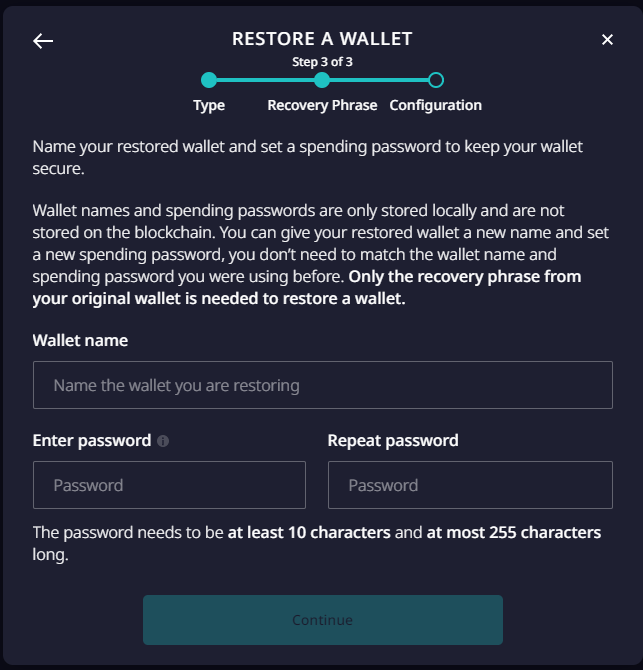 RESTORE A WALLET
Step 3 of 3
Type Recovery Phrase Configuration
Name your restored wallet and set a spending password to keep your wallet
secure.
Wallet names and spending passwords are only stored locally and are not
stored on the blockchain. You can give your restored wallet a new name and set
a new spending password, you don't need to match the wallet name and
spending password you were using before. Only the recovery phrase from
your original wallet is needed to restore a wallet.
Wallet name
Name the wallet you are restoring
Enter password Repeat password
Password Password
The password needs to be at least 10 characters and at most 255 characters
long.
Continue